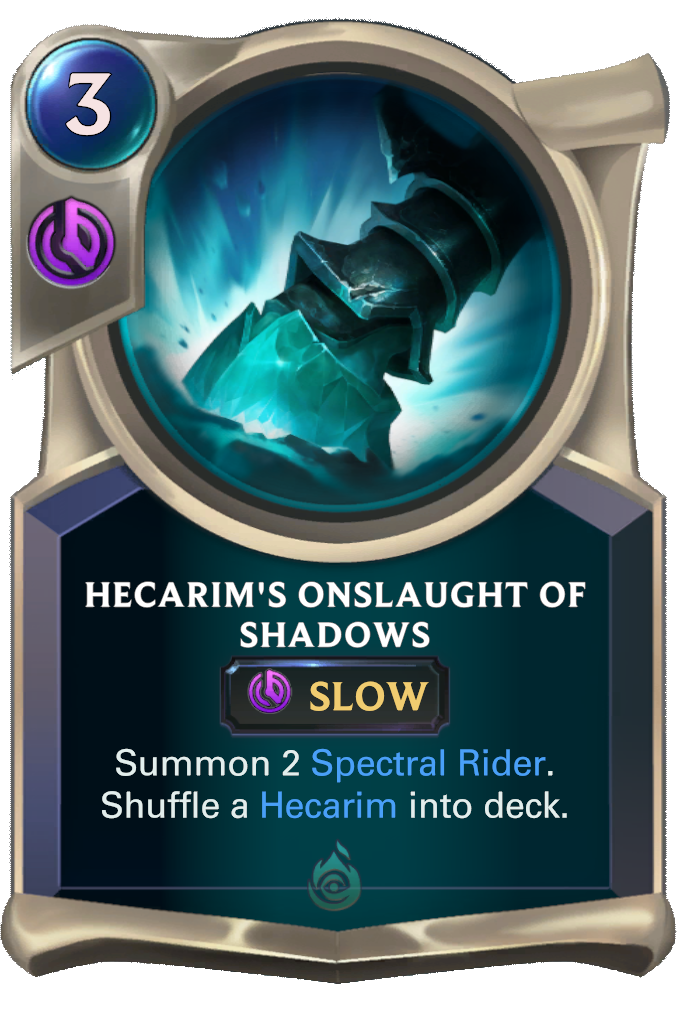 3
HECARIM'S ONSLAUGHT OF
SHADOWS
SLOW
Summon 2 Spectral Rider.
Shuffle a Hecarim into deck.